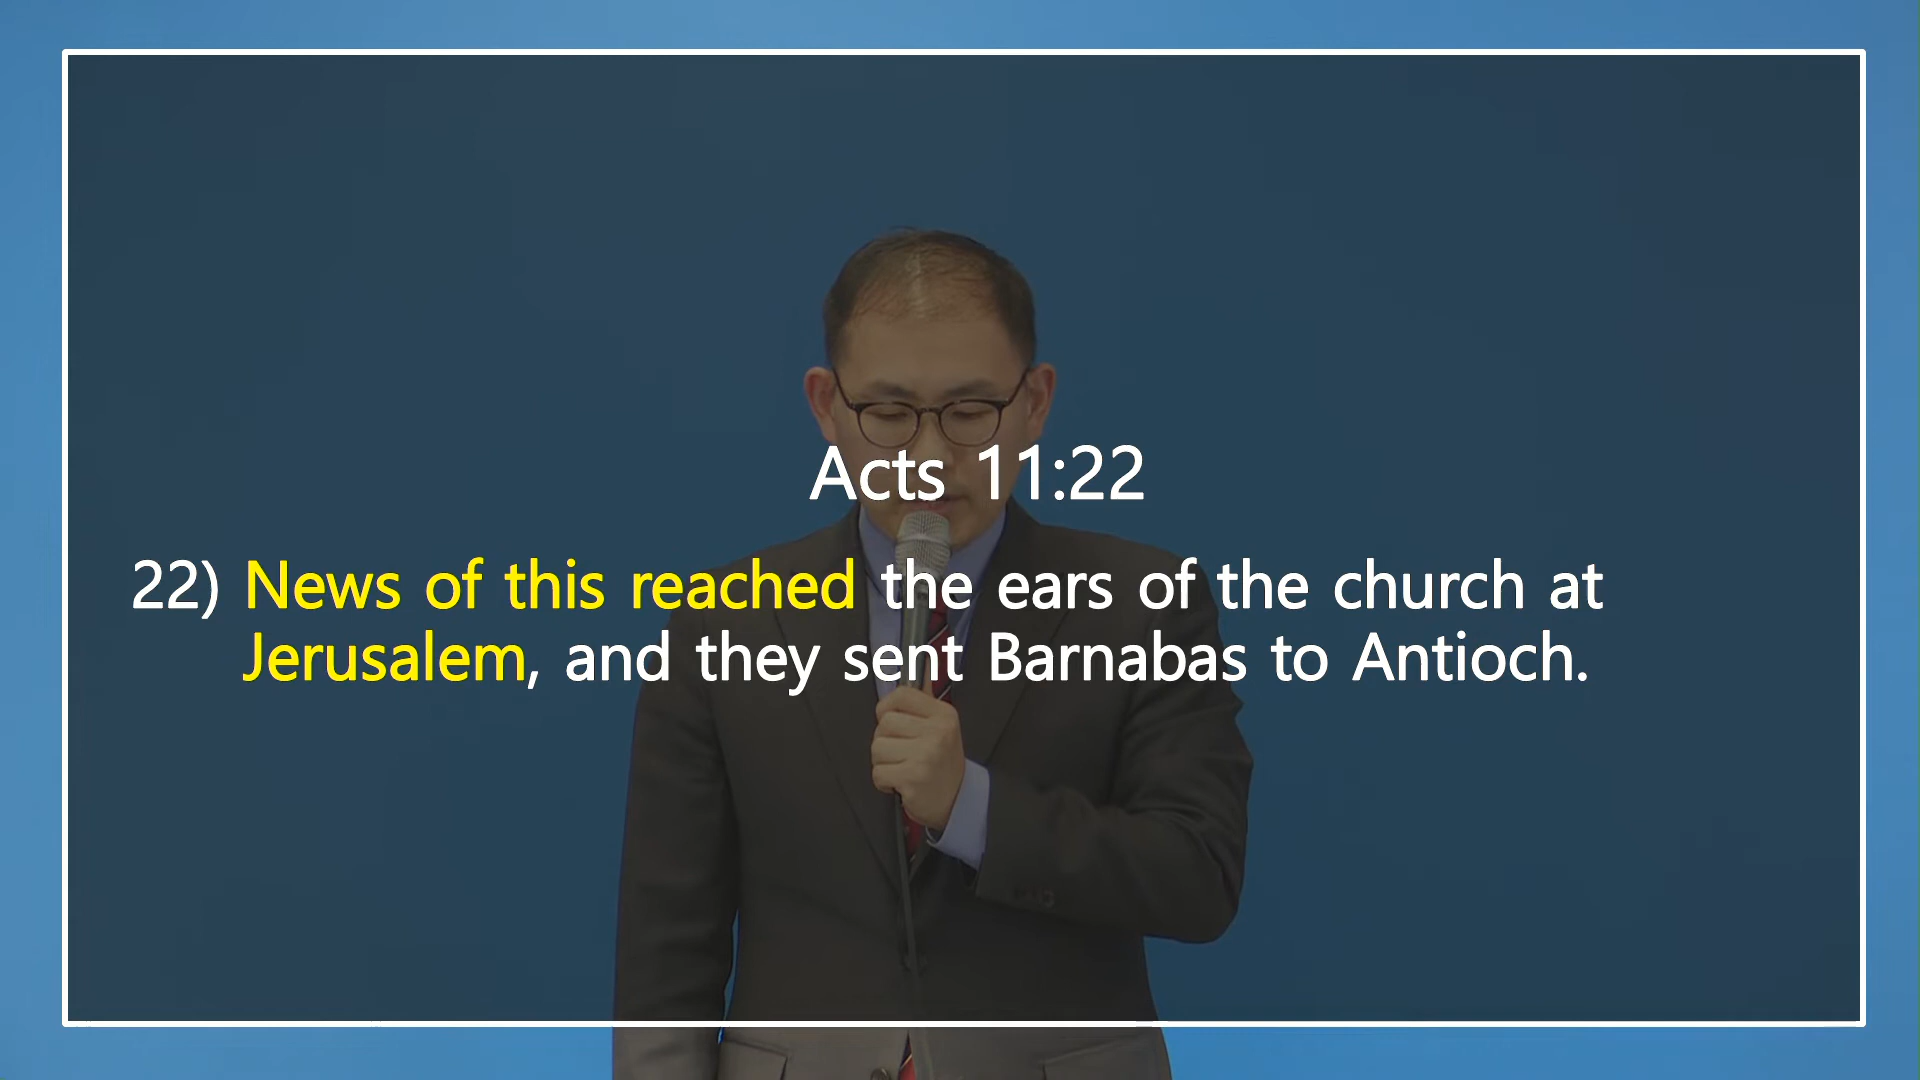 Acts 11:22
22) News of this reached the ears of the church at
Jerusalem, and they sent Barnabas to Antioch.